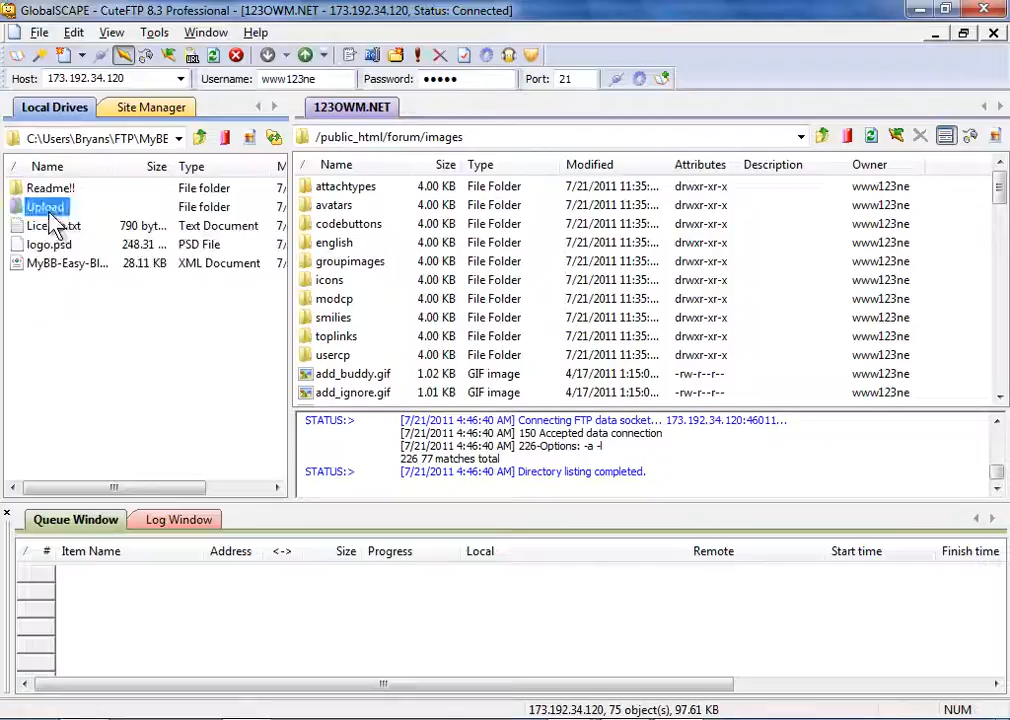 GlobalSCAPE - CuteFTP 8.3 Professional - [123OWM.NET - 173.192.34.120, Status: Connected]
File Edit View Tools Window Help
Host: 173.192.34.120 Username: www123ne Password: ●●●●● Port: 21
Local Drives Site Manager 123OWM.NET
C:\Users\Bryans\FTP\MyBE /public_html/forum/images
/ Name Size Type M / Name Size Type Modified Attributes Description Owner
Readme!! File folder 7/ attachtypes 4.00 KB File Folder 7/21/2011 11:35:... drwxr-xr-x www123ne
Upload File folder 7/ avatars 4.00 KB File Folder 7/21/2011 11:35:... drwxr-xr-x www123ne
.txt 790 byt... Text Document 7/ codebuttons 4.00 KB File Folder 7/21/2011 11:35:... drwxr-xr-x www123ne
logo.psd 248.31 ... PSD File 7/ english 4.00 KB File Folder 7/21/2011 11:35:... drwxr-xr-x www123ne
MyBB-Easy-Bl... 28.11 KB XML Document 7/ groupimages 4.00 KB File Folder 7/21/2011 11:35:... drwxr-xr-x www123ne
icons 4.00 KB File Folder 7/21/2011 11:35:... drwxr-xr-x www123ne
modcp 4.00 KB File Folder 7/21/2011 11:35:... drwxr-xr-x www123ne
smilies 4.00 KB File Folder 7/21/2011 11:35:... drwxr-xr-x www123ne
toplinks 4.00 KB File Folder 7/21/2011 11:35:... drwxr-xr-x www123ne
usercp 4.00 KB File Folder 7/21/2011 11:35:... drwxr-xr-x www123ne
add_buddy.gif 1.02 KB GIF image 4/17/2011 1:15:0... -rw-r--r-- www123ne
add_ignore.gif 1.01 KB GIF image 4/17/2011 1:15:0... -rw-r--r-- www123ne
STATUS:> [7/21/2011 4:46:40 AM] Connecting FTP data socket... 173.192.34.120:46011...
[7/21/2011 4:46:40 AM] 150 Accepted data connection
[7/21/2011 4:46:40 AM] 226-Options: -a -l
226 77 matches total
STATUS:> [7/21/2011 4:46:40 AM] Directory listing completed.
Queue Window Log Window
/ # Item Name Address <-> Size Progress Local Remote Start time Finish time
173.192.34.120, 75 object(s), 97.61 KB NUM